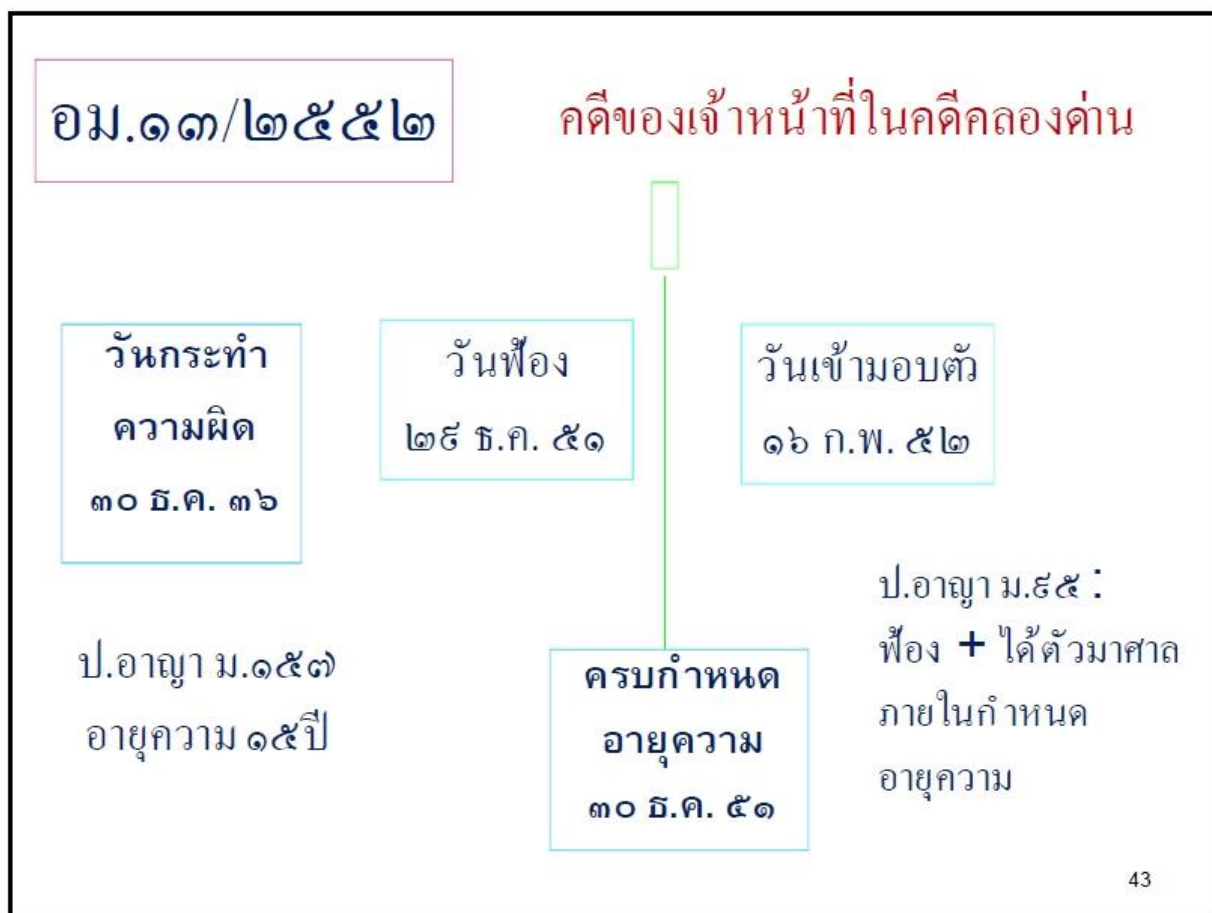 อม.๑๓/๒๕๕๒
คดีของเจ้าหน้าที่ในคดีคลองด่าน
วันกระทำ
ความผิด
๓๐ ธ.ค. ๓๖
วันฟ้อง
๒๙ ธ.ค. ๕๑
วันเข้ามอบตัว
๑๖ ก.พ. ๕๒
ป.อาญา ม.๑๕๗
อายุความ ๑๕ปี
ครบกำหนด
อายุความ
๓๐ ธ.ค. ๕๑
ป.อาญา ม.๙๕ :
ฟ้อง + ได้ตัวมาศาล
ภายในกำหนด
อายุความ
43